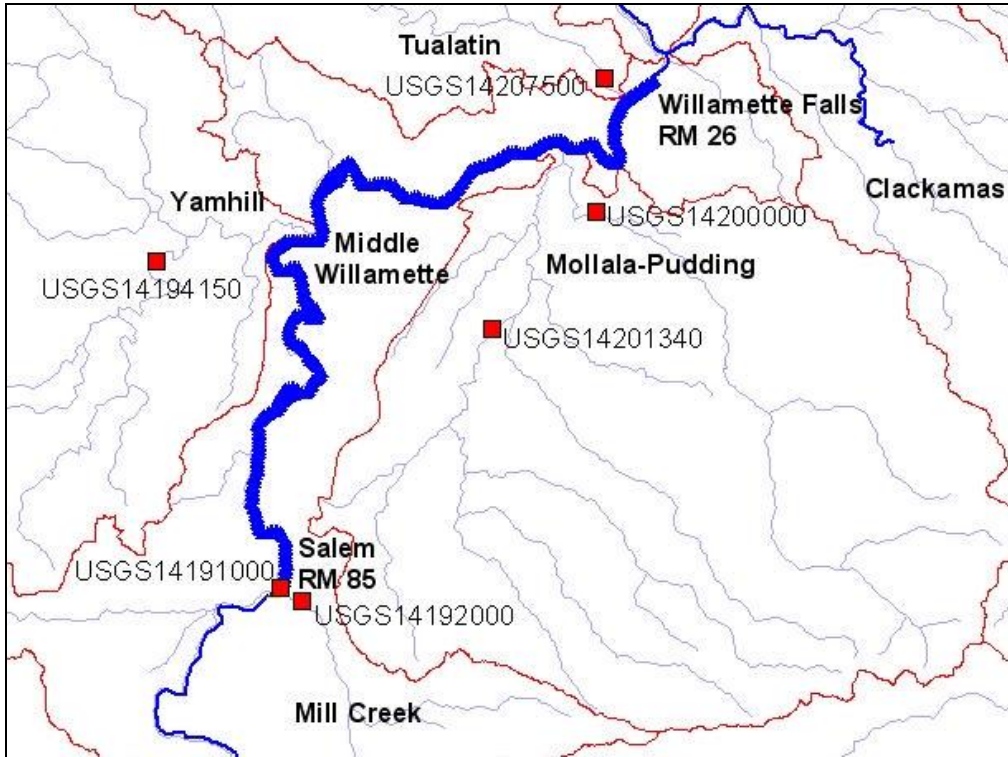 Tualatin
USGS14207500
Willamette Falls
RM 26
Clackamas
Yamhill
USGS14200000
Middle
Willamette
Mollala-Pudding
USGS14194150
USGS14201340
Salem
RM 85
USGS14191000
USGS14192000
Mill Creek